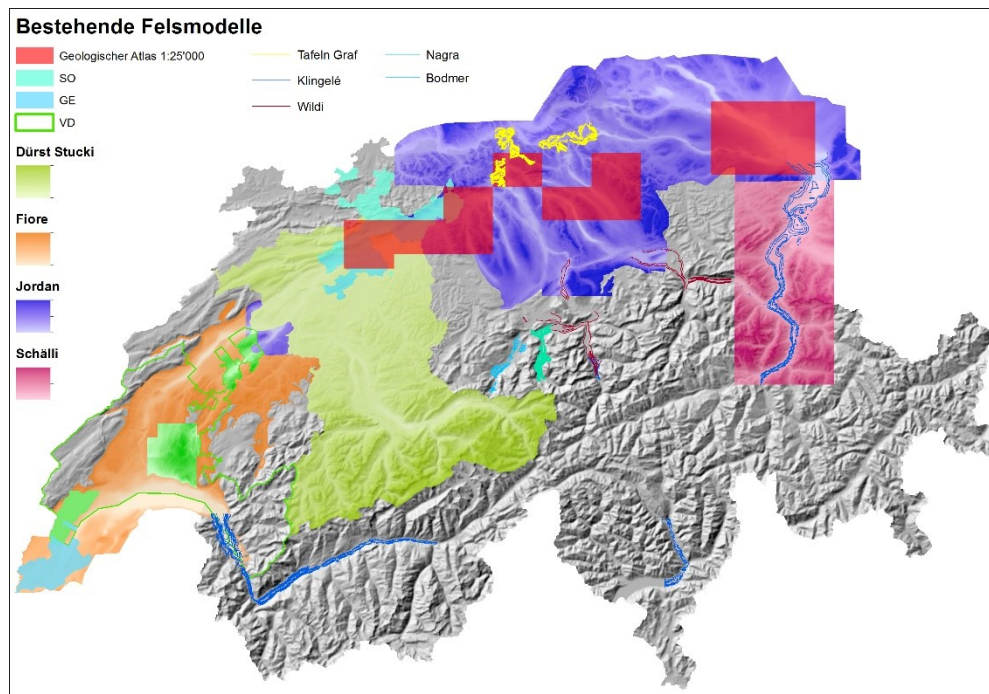 Bestehende Felsmodelle
Geologischer Atlas 1:25'000
SO
GE
VD
Tafeln Graf
Klingelé
Wildi
Nagra
Bodmer
Dürst Stucki
Fiore
Jordan
Schälli